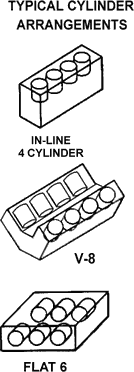 TYPICAL CYLINDER
ARRANGEMENTS
IN-LINE
4 CYLINDER
V-8
FLAT 6